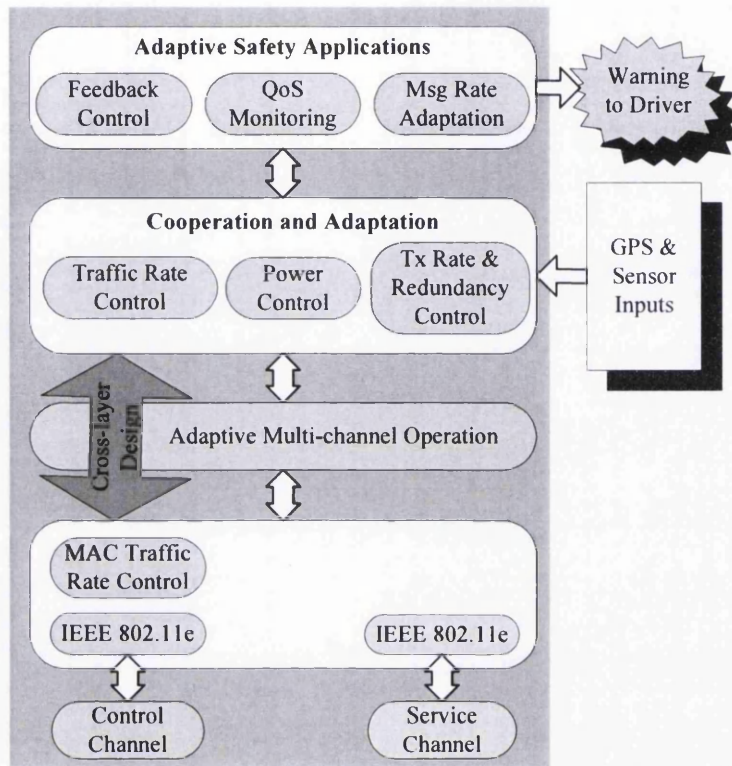 Adaptive Safety Applications
Feedback
Control
QoS
Monitoring
Msg Rate
Adaptation
Warning
to Driver
Cooperation and Adaptation
Traffic Rate
Control
Power
Control
Tx Rate &
Redundancy
Control
GPS &
Sensor
Inputs
Cross-layer
Design
Adaptive Multi-channel Operation
MAC Traffic
Rate Control
IEEE 802.11e
IEEE 802.11e
Control
Channel
Service
Channel